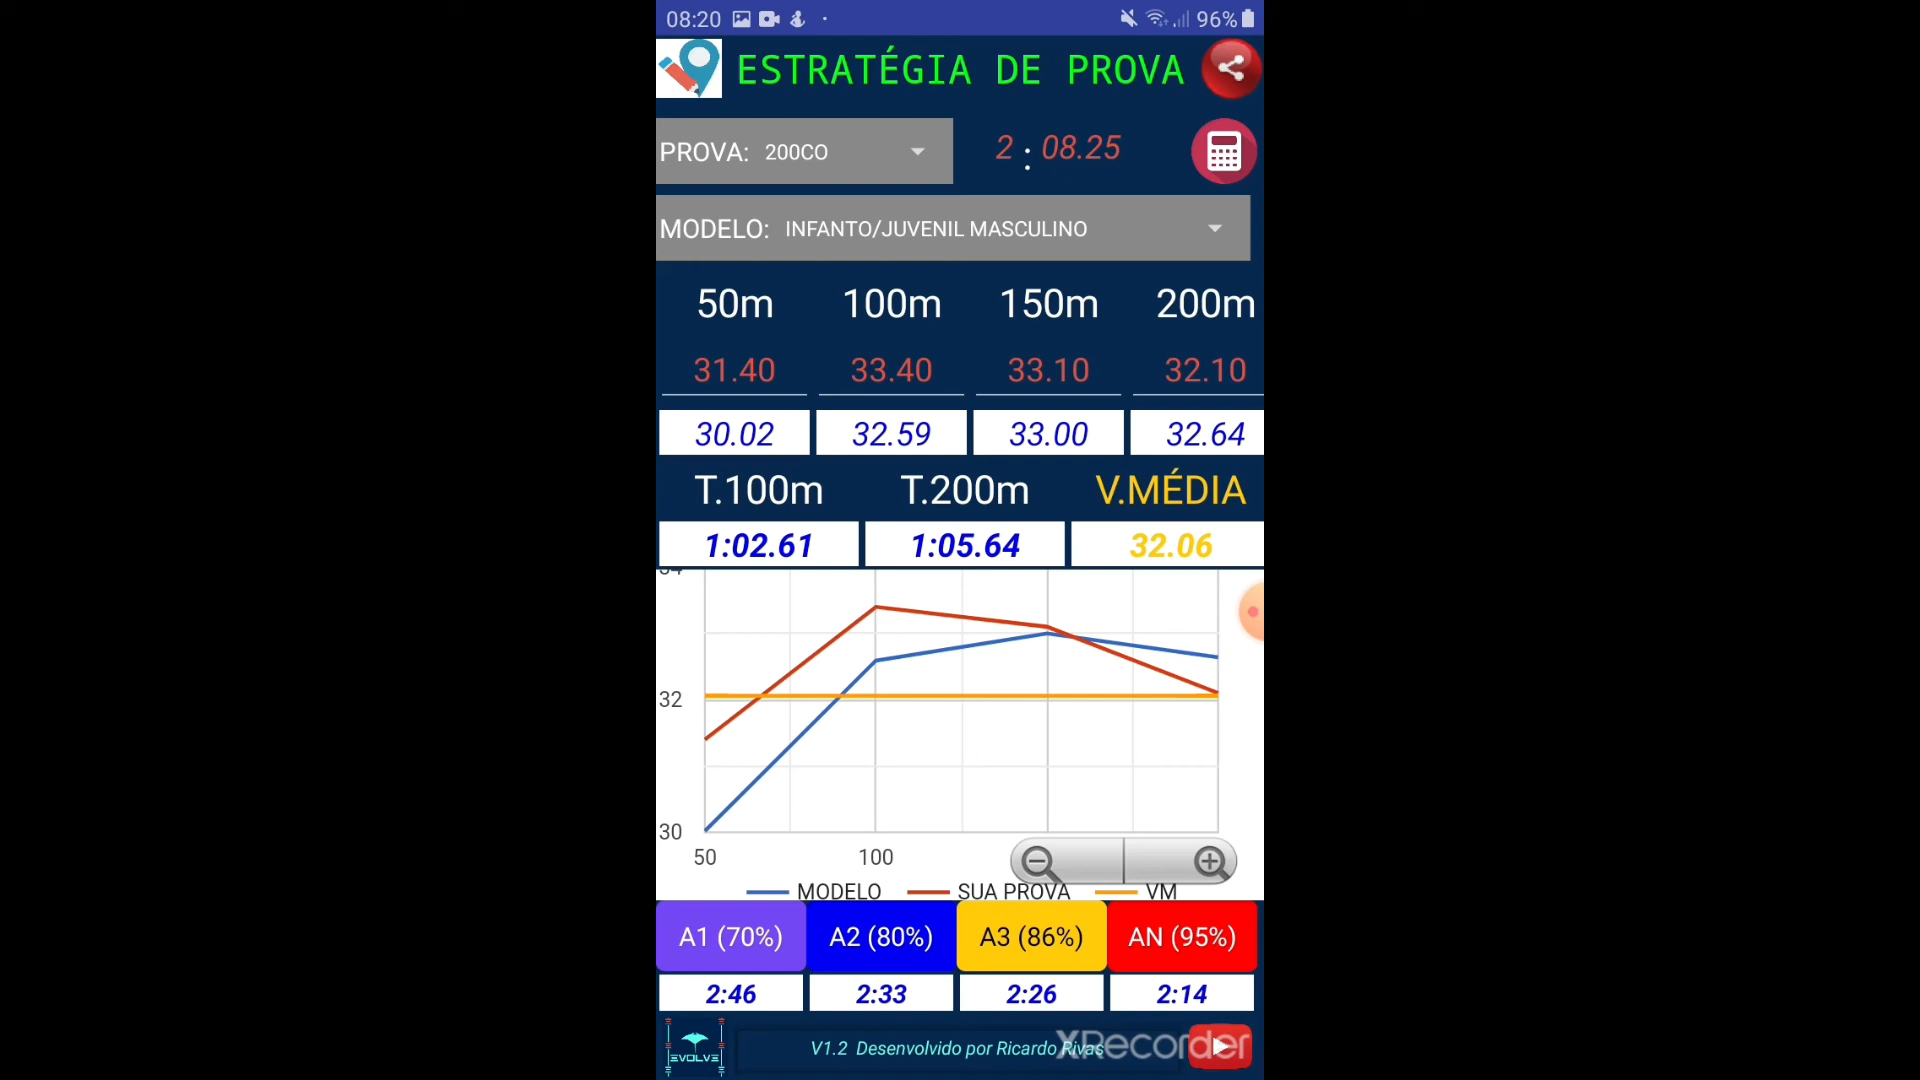 08:20 96%
ESTRATÉGIA DE PROVA
PROVA: 200CO 2 : 08.25
MODELO: INFANTO/JUVENIL MASCULINO
50m 100m 150m 200m
31.40 33.40 33.10 32.10
30.02 32.59 33.00 32.64
T.100m T.200m V.MÉDIA
1:02.61 1:05.64 32.06
34
32
30
50 100
MODELO SUA PROVA VM
A1 (70%) A2 (80%) A3 (86%) AN (95%)
2:46 2:33 2:26 2:14
EVOLVE V1.2 Desenvolvido por Ricardo Rivas XRecorder